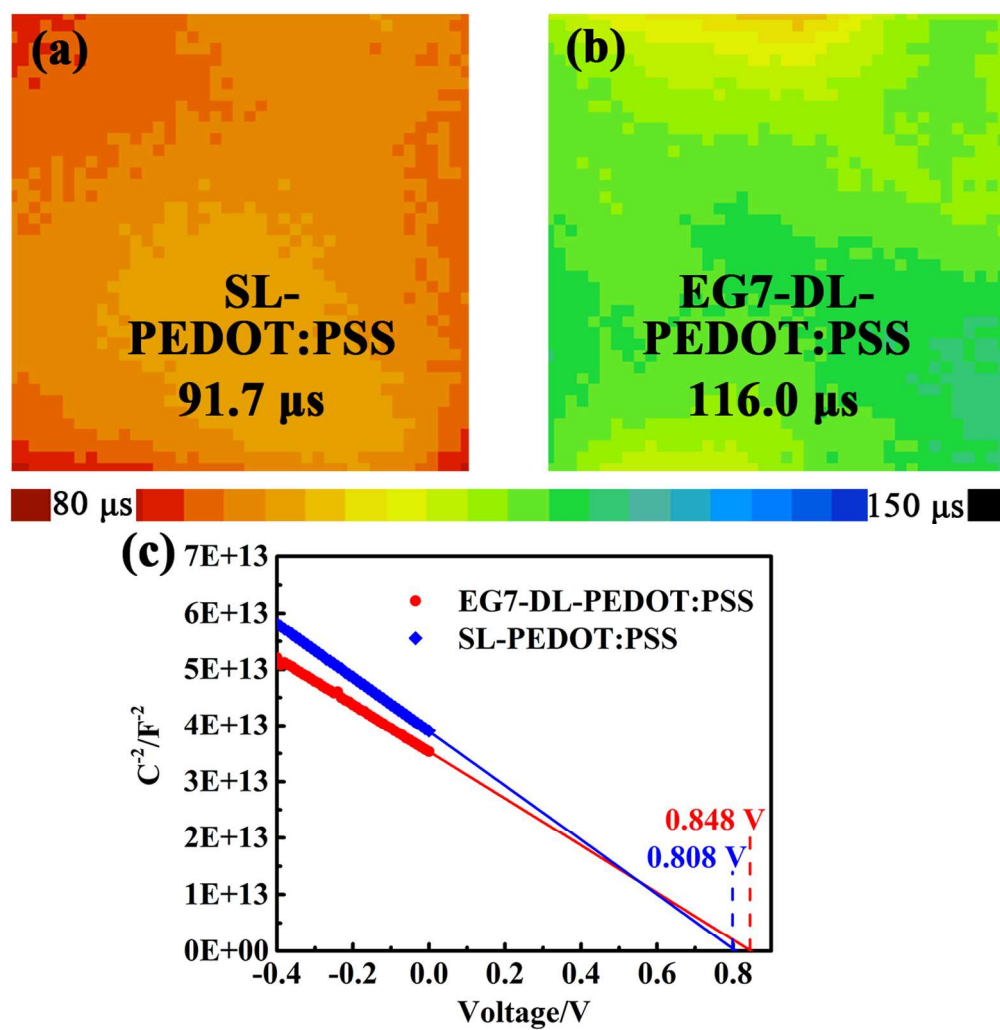 (a)
SL-
PEDOT:PSS
91.7 μs
(b)
EG7-DL-
PEDOT:PSS
116.0 μs
80 μs
150 μs
(c)
7E+13
6E+13
5E+13
4E+13
3E+13
2E+13
1E+13
0E+00
C⁻²/F⁻²
EG7-DL-PEDOT:PSS
SL-PEDOT:PSS
0.848 V
0.808 V
-0.4 -0.2 0.0 0.2 0.4 0.6 0.8
Voltage/V